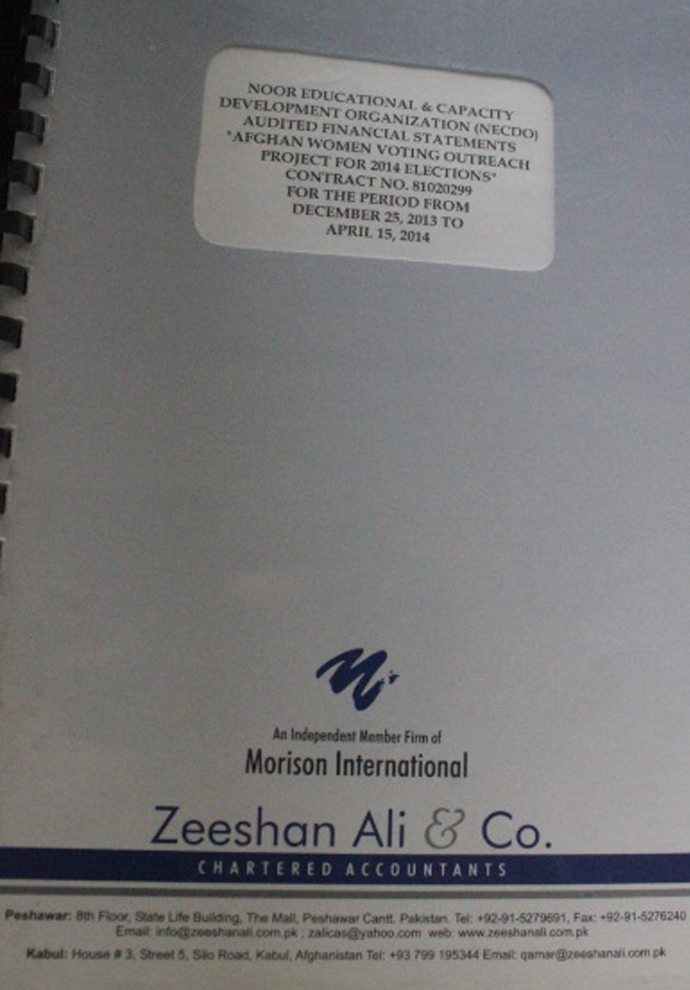 NOOR EDUCATIONAL & CAPACITY
DEVELOPMENT ORGANIZATION (NECDO)
AUDITED FINANCIAL STATEMENTS
"AFGHAN WOMEN VOTING OUTREACH
PROJECT FOR 2014 ELECTIONS"
CONTRACT NO. 81020299
FOR THE PERIOD FROM
DECEMBER 25, 2013 TO
APRIL 15, 2014
An Independent Member Firm of
Morison International
Zeeshan Ali & Co.
CHARTERED ACCOUNTANTS
Peshawar: 8th Floor, State Life Building, The Mall, Peshawar Cantt. Pakistan. Tel: +92-91-5279691, Fax: +92-91-5276240
Email: info@zeeshanali.com.pk ; zalicas@yahoo.com web: www.zeeshanali.com.pk
Kabul: House # 3, Street 5, Silo Road, Kabul, Afghanistan Tel: +93 799 195344 Email: qamar@zeeshanali.com.pk